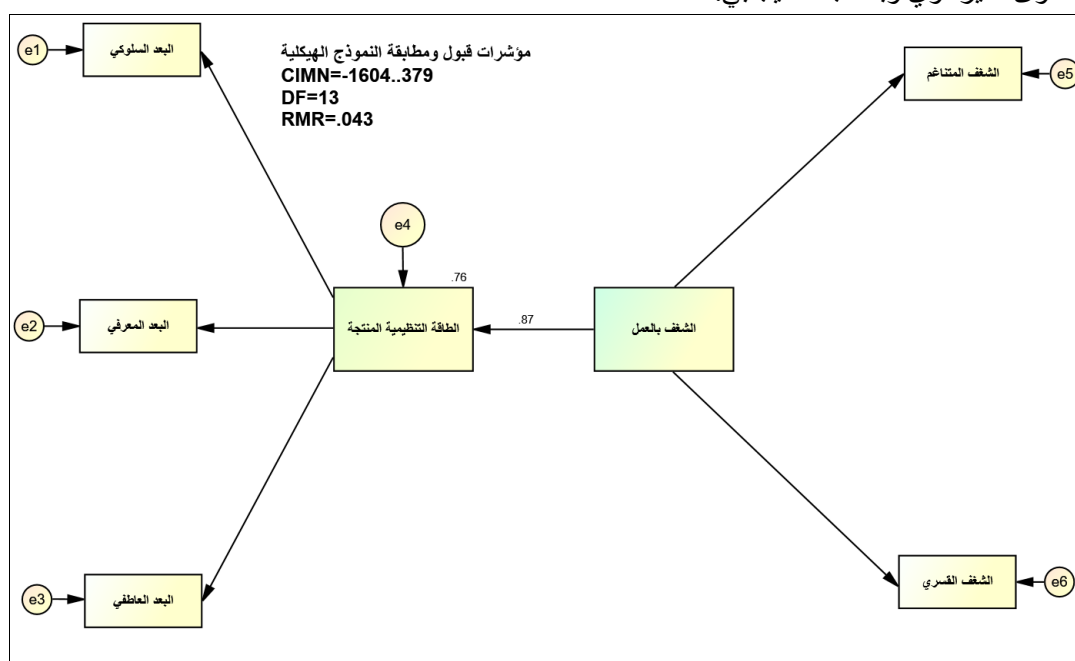 مؤشرات قبول ومطابقة النموذج الهيكلية
CIMN=-1604..379
DF=13
RMR=.043
e1
البعد السلوكي
الشغف المتناغم
e5
e4
.76
e2
البعد المعرفي
الطاقة التنظيمية المنتجة
.87
الشغف بالعمل
e3
البعد العاطفي
الشغف القسري
e6